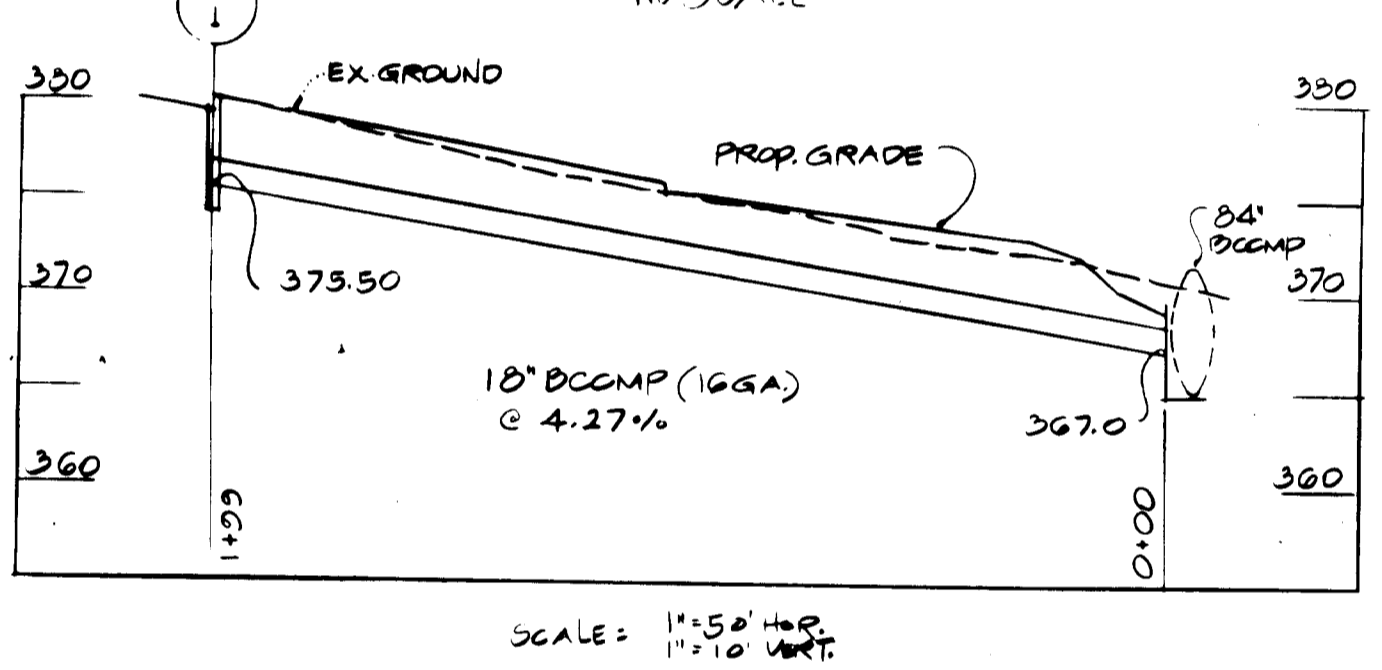 EX. GROUND
380
380
PROP. GRADE
84"
BCCMP
375.50
370
370
18" BCCMP (16GA.)
@ 4.27%
367.0
360
360
1+99
0+00
SCALE: 1"=50' HOR.
1"=10' VERT.